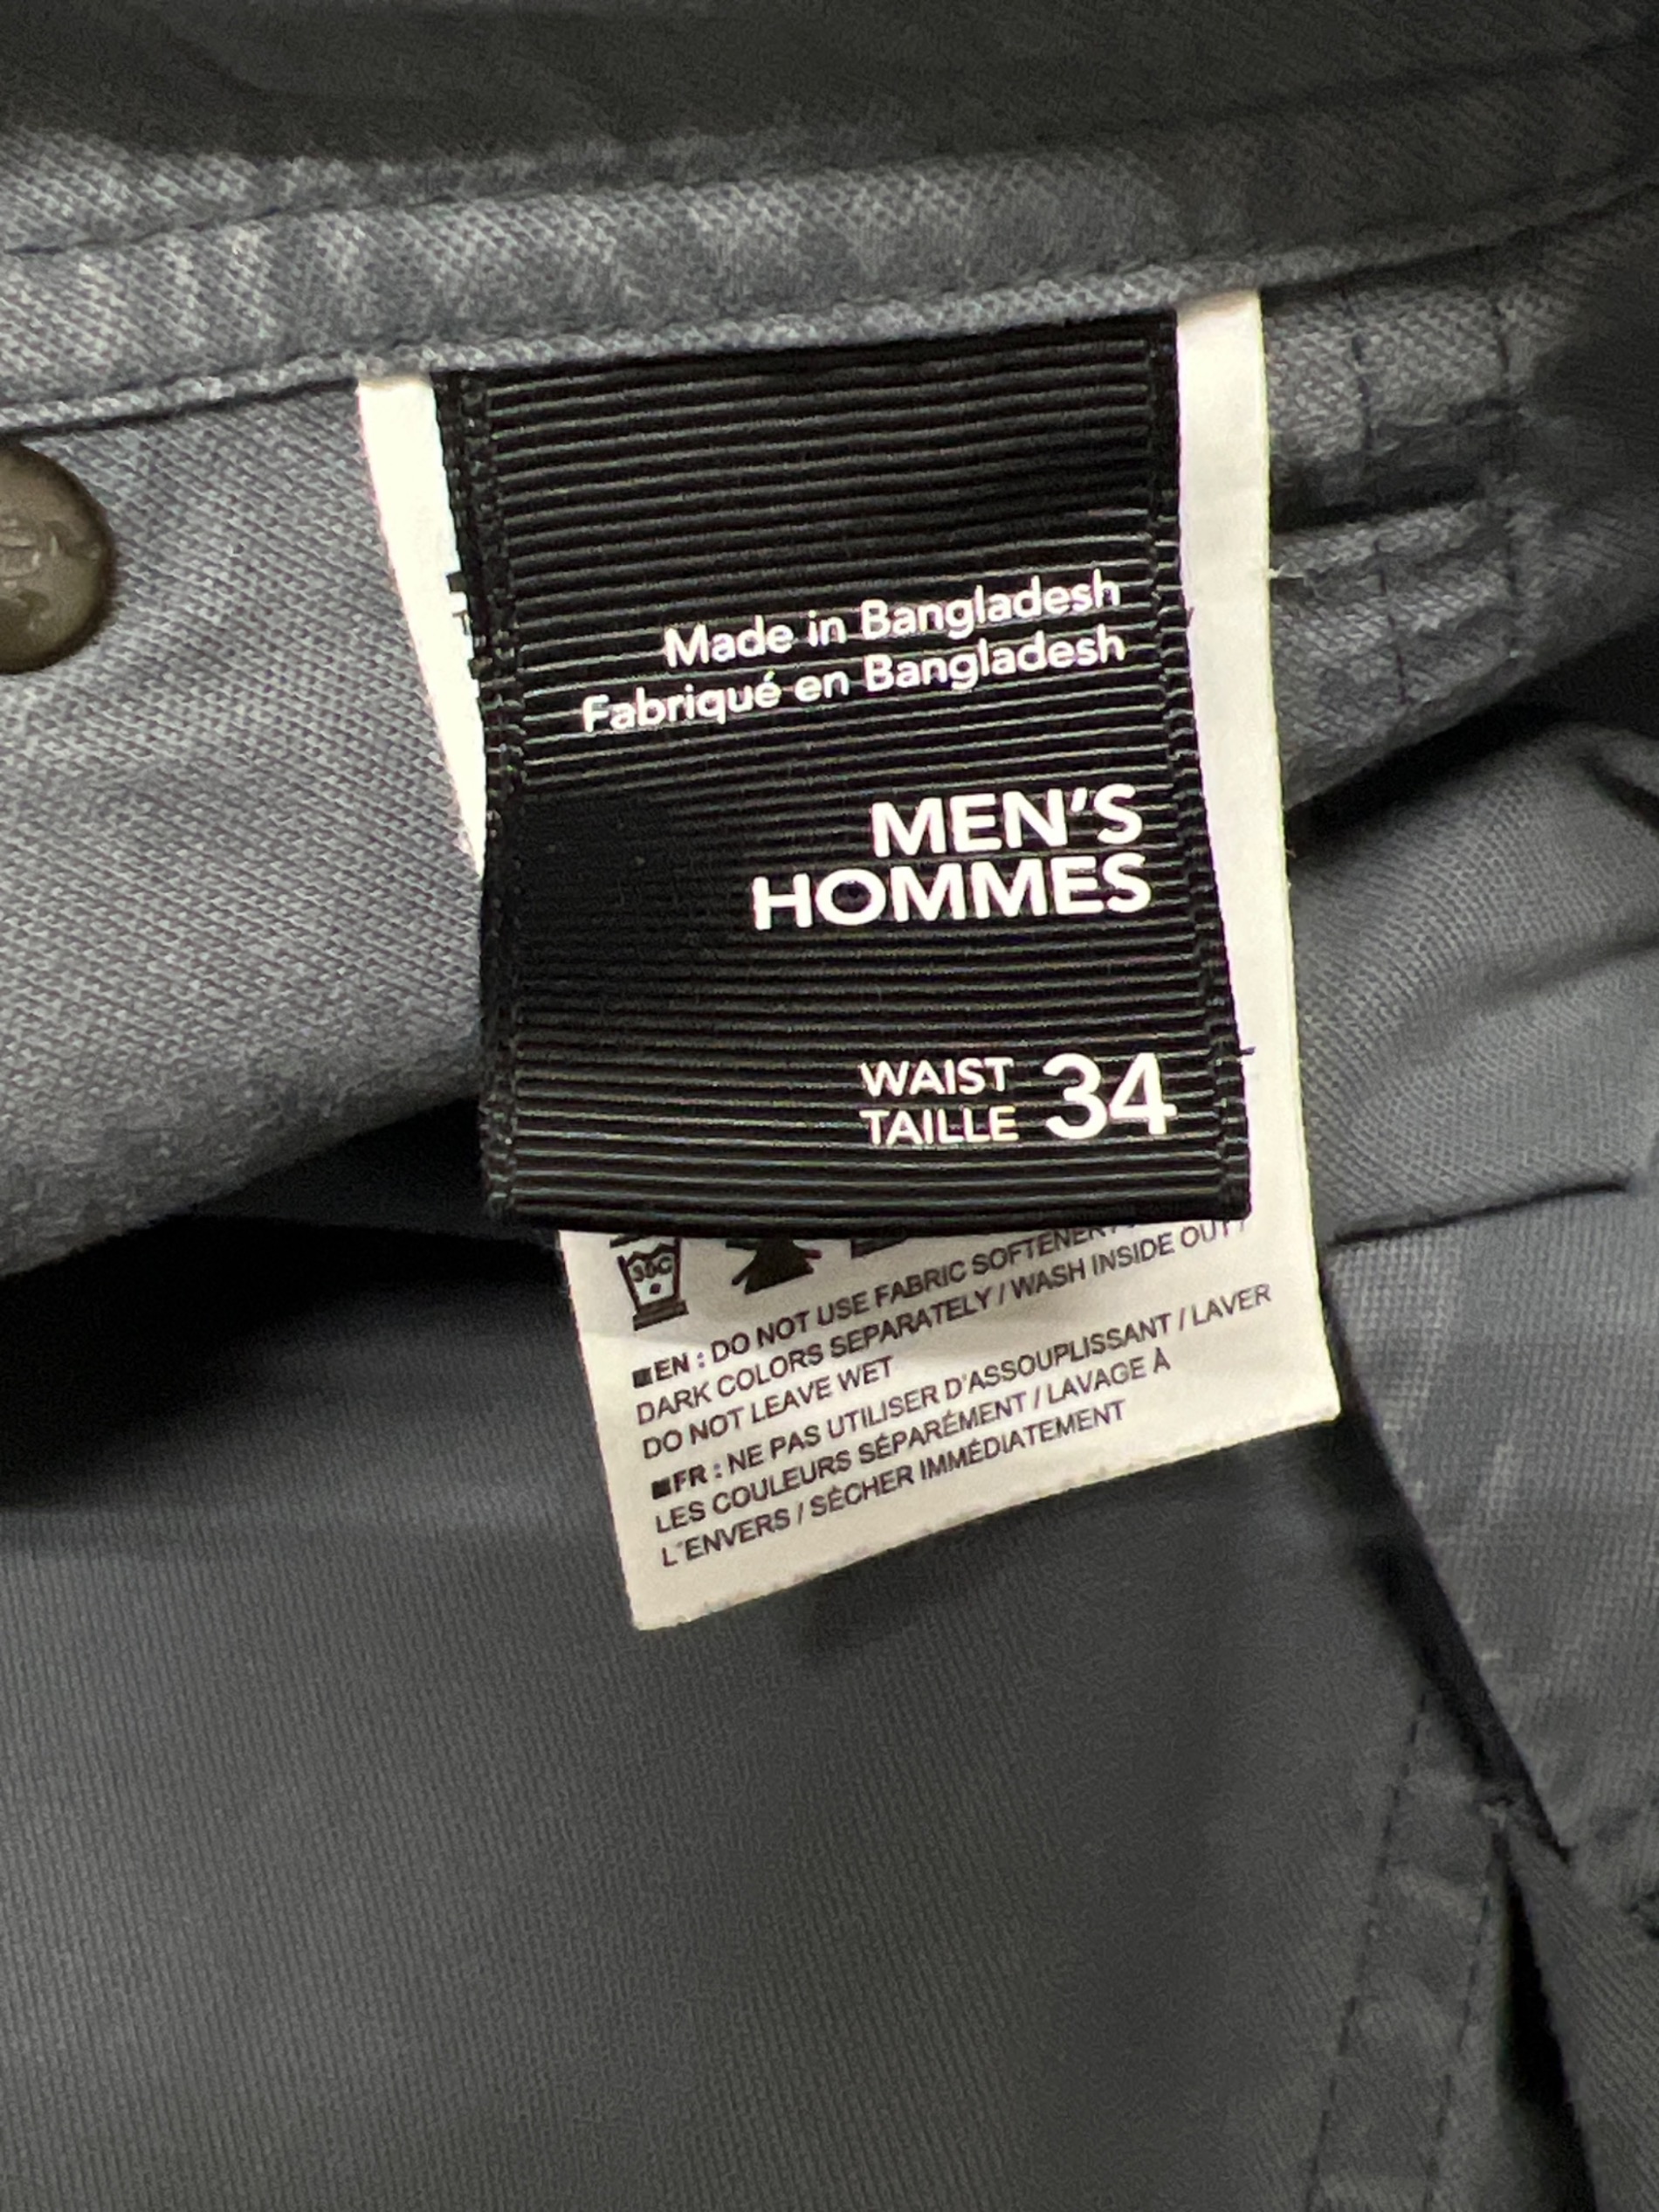 Made in Bangladesh
Fabriqué en Bangladesh
MEN'S
HOMMES
WAIST 34
TAILLE
30C
■EN : DO NOT USE FABRIC SOFTENER
DARK COLORS SEPARATELY / WASH INSIDE OUT /
DO NOT LEAVE WET
■FR : NE PAS UTILISER D'ASSOUPLISSANT / LAVER
LES COULEURS SÉPARÉMENT / LAVAGE À
L'ENVERS / SÉCHER IMMÉDIATEMENT